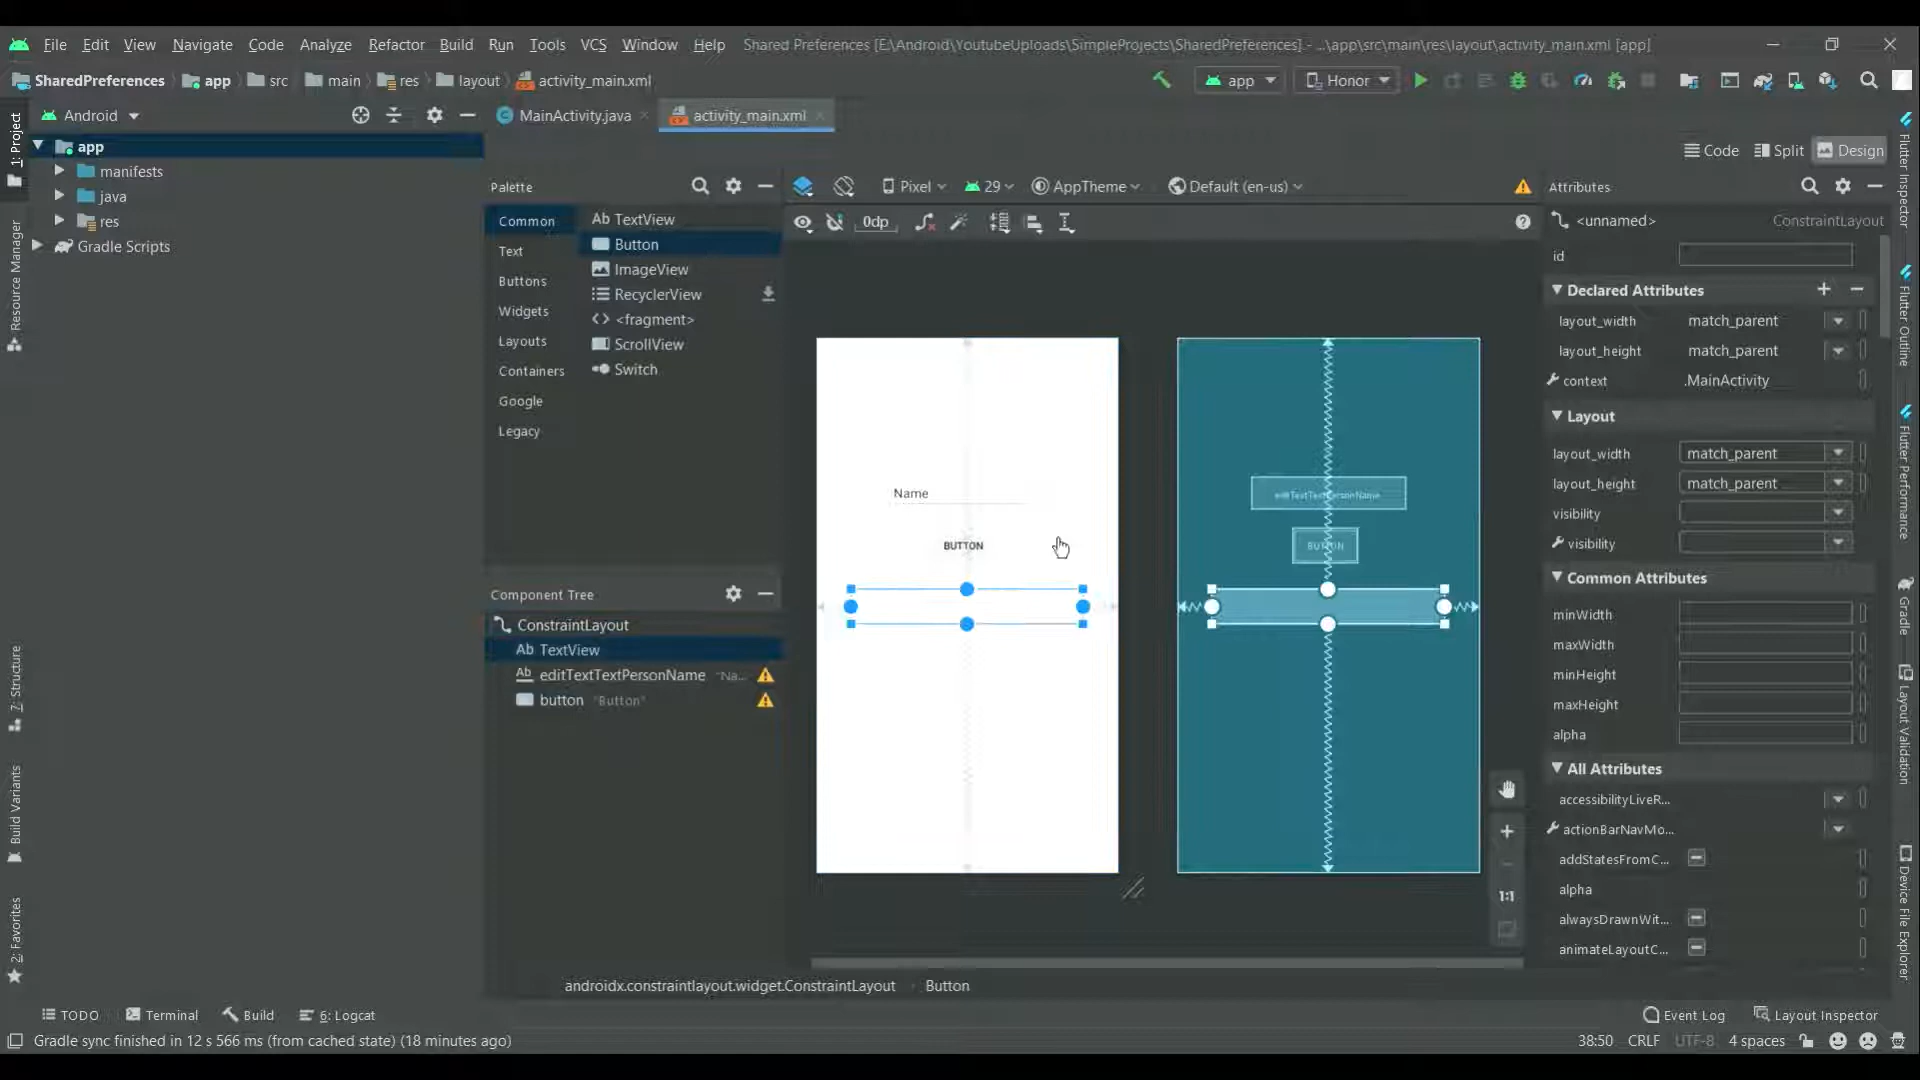 File Edit View Navigate Code Analyze Refactor Build Run Tools VCS Window Help Shared Preferences [E:\Android\YoutubeUploads\SimpleProjects\SharedPreferences] - ...\app\src\main\res\layout\activity_main.xml [app]
SharedPreferences app src main res layout activity_main.xml
app Honor
Android
MainActivity.java activity_main.xml
1: Project
Resource Manager
7: Structure
Build Variants
2: Favorites
app
manifests
java
res
Gradle Scripts
Code Split Design
Palette
Common
Text
Buttons
Widgets
Layouts
Containers
Google
Legacy
Ab TextView
Button
ImageView
RecyclerView
<> <fragment>
ScrollView
Switch
Pixel 29 AppTheme Default (en-us)
0dp
Name
BUTTON
editTextTextPersonName
BUTTON
1:1
Component Tree
ConstraintLayout
Ab TextView
Ab editTextTextPersonName "Na...
button "Button"
androidx.constraintlayout.widget.ConstraintLayout Button
Attributes
<unnamed> ConstraintLayout
id
Declared Attributes
layout_width match_parent
layout_height match_parent
context .MainActivity
Layout
layout_width match_parent
layout_height match_parent
visibility
visibility
Common Attributes
minWidth
maxWidth
minHeight
maxHeight
alpha
All Attributes
accessibilityLiveR...
actionBarNavMo...
addStatesFromC...
alpha
alwaysDrawnWit...
animateLayoutC...
Flutter Inspector
Flutter Outline
Flutter Performance
Gradle
Layout Validation
Device File Explorer
TODO Terminal Build 6: Logcat
Event Log Layout Inspector
Gradle sync finished in 12 s 566 ms (from cached state) (18 minutes ago)
38:50 CRLF UTF-8 4 spaces